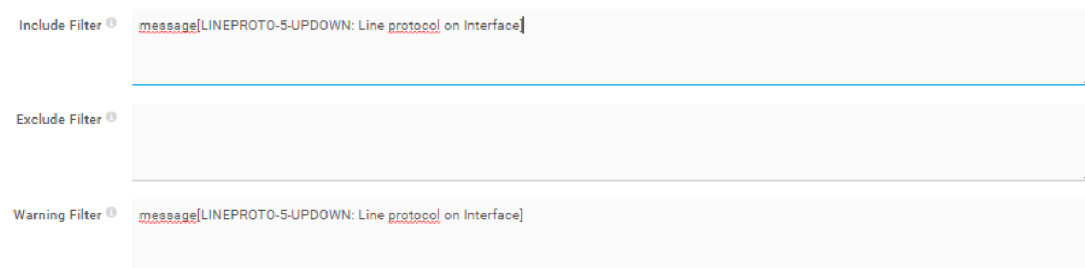 Include Filter message[LINEPROTO-5-UPDOWN: Line protocol on Interface]
Exclude Filter
Warning Filter message[LINEPROTO-5-UPDOWN: Line protocol on Interface]